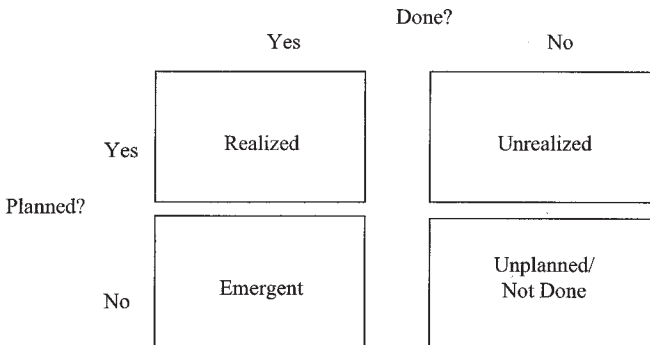 Done?
Yes
No
Yes
Realized
Unrealized
Planned?
No
Emergent
Unplanned/
Not Done